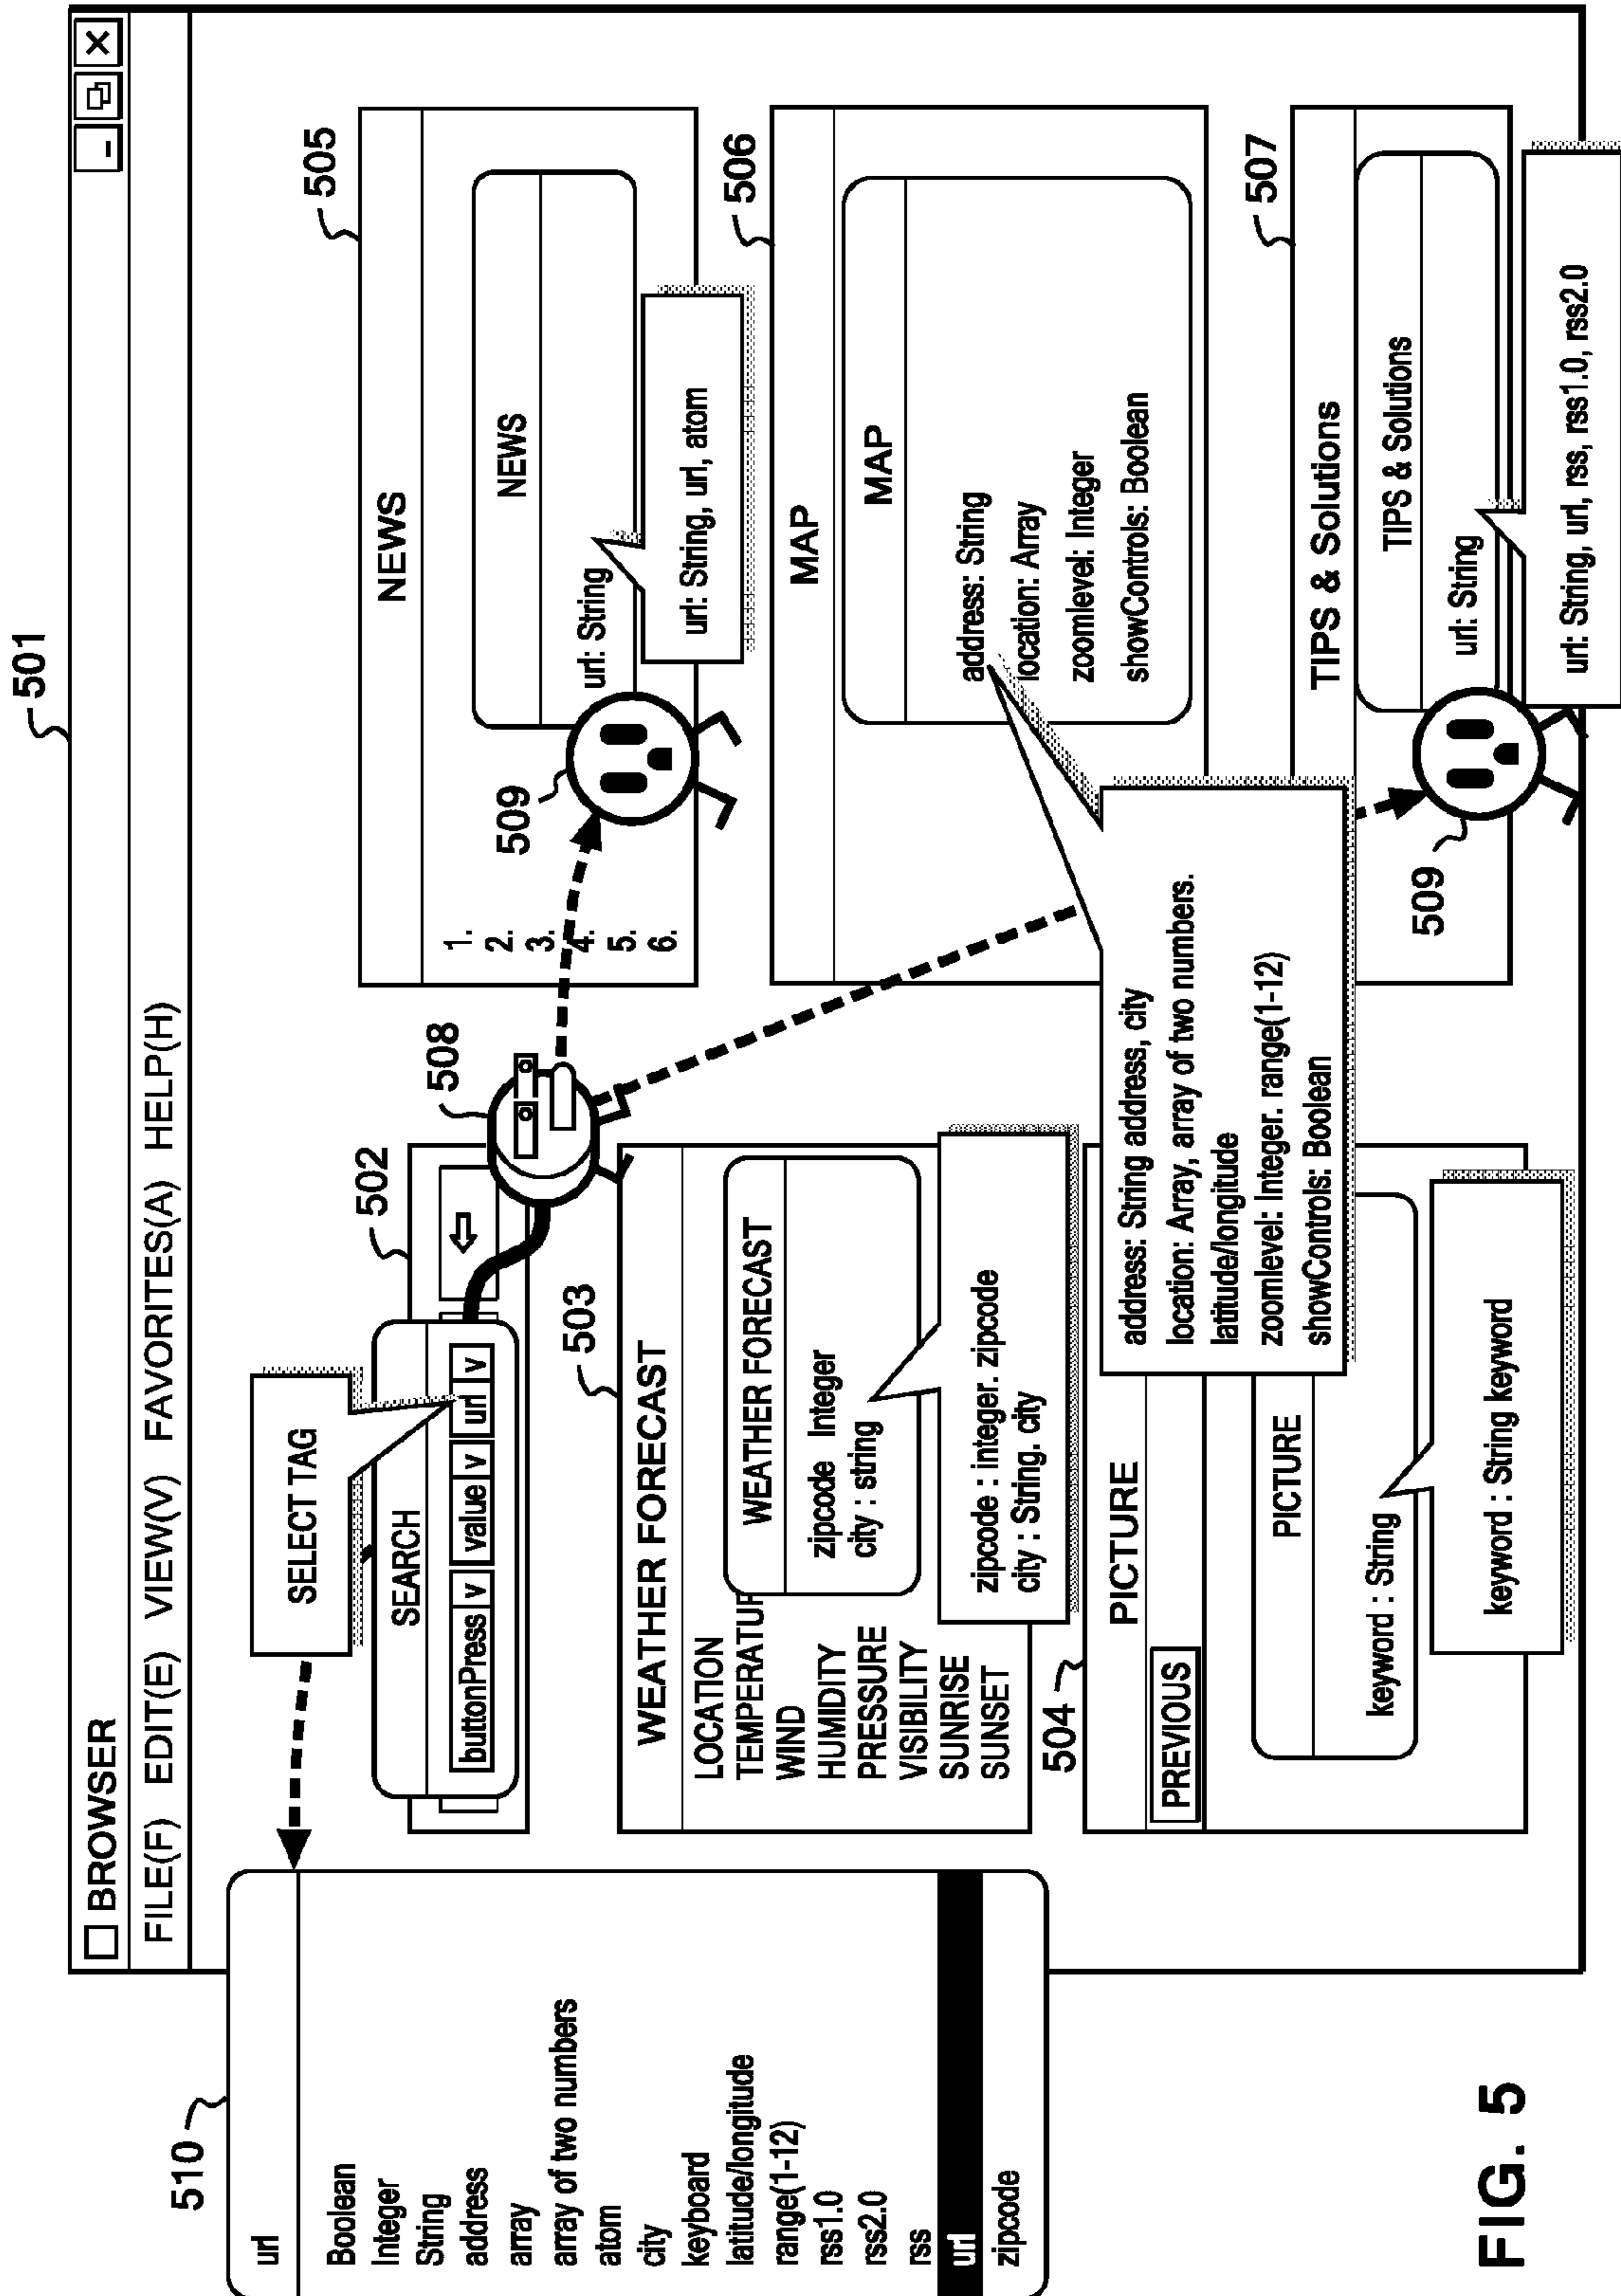 501
BROWSER
FILE(F) EDIT(E) VIEW(V) FAVORITES(A) HELP(H)
510
url
Boolean
Integer
String
address
array
array of two numbers
atom
city
keyboard
latitude/longitude
range(1-12)
rss1.0
rss2.0
rss
url
zipcode
SELECT TAG
502
SEARCH
buttonPress v value v url v
508
503
WEATHER FORECAST
LOCATION
TEMPERATUR
WIND
HUMIDITY
PRESSURE
VISIBILITY
SUNRISE
SUNSET
WEATHER FORECAST
zipcode Integer
city : string
zipcode : integer. zipcode
city : String. city
504
PICTURE
PREVIOUS
PICTURE
keyword : String
keyword : String keyword
505
NEWS
1.
2.
3.
4.
5.
6.
NEWS
url: String
url: String, url, atom
509
506
MAP
MAP
address: String
location: Array
zoomlevel: Integer
showControls: Boolean
address: String address, city
location: Array, array of two numbers.
latitude/longitude
zoomlevel: Integer. range(1-12)
showControls: Boolean
507
TIPS & Solutions
TIPS & Solutions
url: String
url: String, url, rss, rss1.0, rss2.0
509
FIG. 5